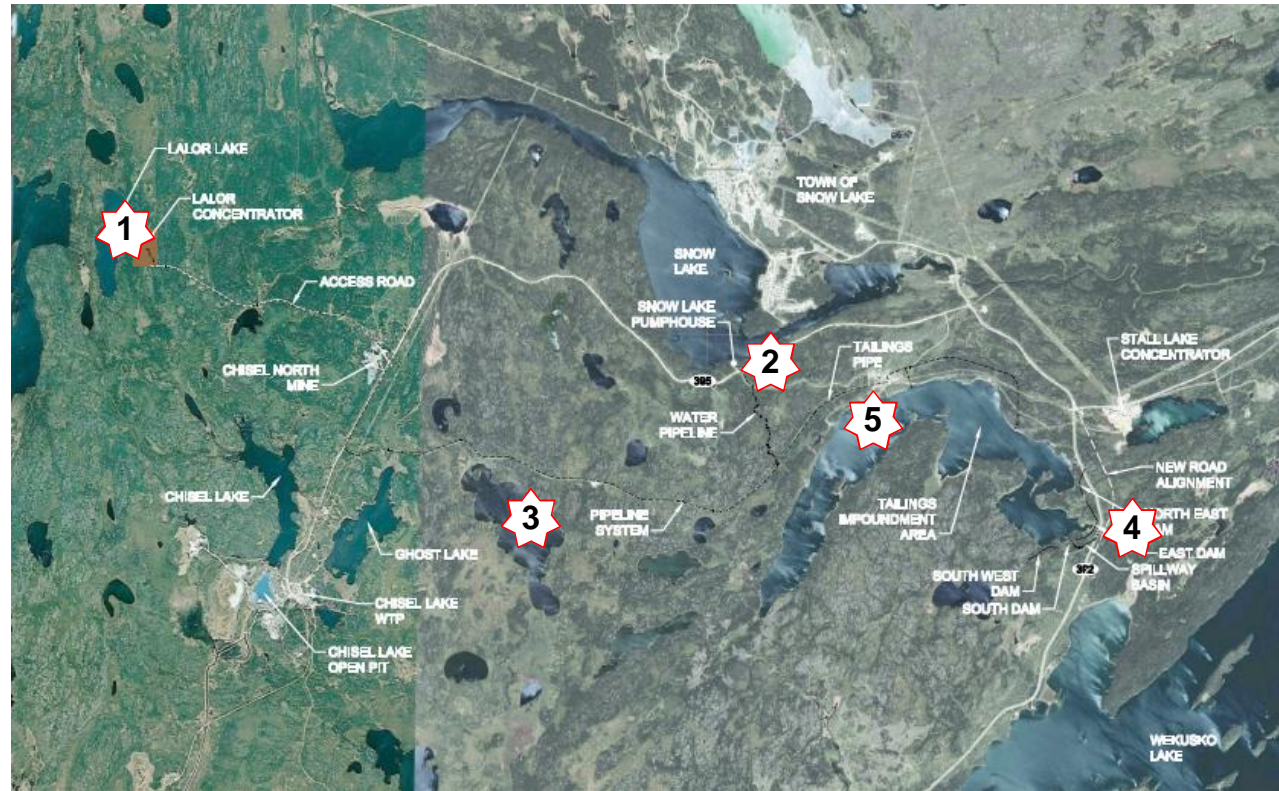 LALOR LAKE
1
LALOR
CONCENTRATOR
ACCESS ROAD
CHISEL NORTH
MINE
TOWN OF
SNOW LAKE
SNOW
LAKE
SNOW LAKE
PUMPHOUSE
2
395
TAILINGS
PIPE
STALL LAKE
CONCENTRATOR
WATER
PIPELINE
5
CHISEL LAKE
3
PIPELINE
SYSTEM
TAILINGS
IMPOUNDMENT
AREA
NEW ROAD
ALIGNMENT
4
EAST DAM
SPILLWAY
BASIN
392
SOUTH WEST
DAM
SOUTH DAM
GHOST LAKE
CHISEL LAKE
WTP
CHISEL LAKE
OPEN PIT
WEKUSKO
LAKE